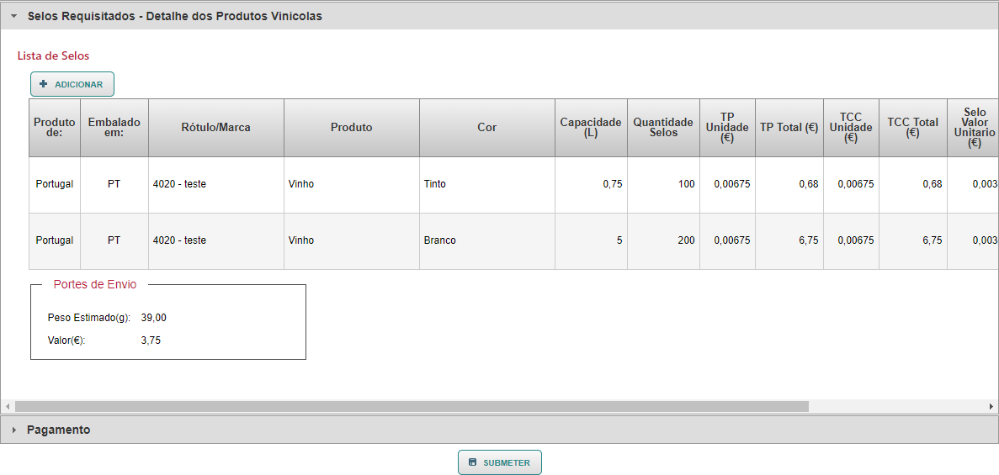 Selos Requisitados - Detalhe dos Produtos Vinicolas
Lista de Selos
ADICIONAR
Produto de: Embalado em: Rótulo/Marca Produto Cor Capacidade (L) Quantidade Selos TP Unidade (€) TP Total (€) TCC Unidade (€) TCC Total (€) Selo Valor Unitario (€)
Portugal PT 4020 - teste Vinho Tinto 0,75 100 0,00675 0,68 0,00675 0,68 0,003
Portugal PT 4020 - teste Vinho Branco 5 200 0,00675 6,75 0,00675 6,75 0,003
Portes de Envio
Peso Estimado(g): 39,00
Valor(€): 3,75
Pagamento
SUBMETER